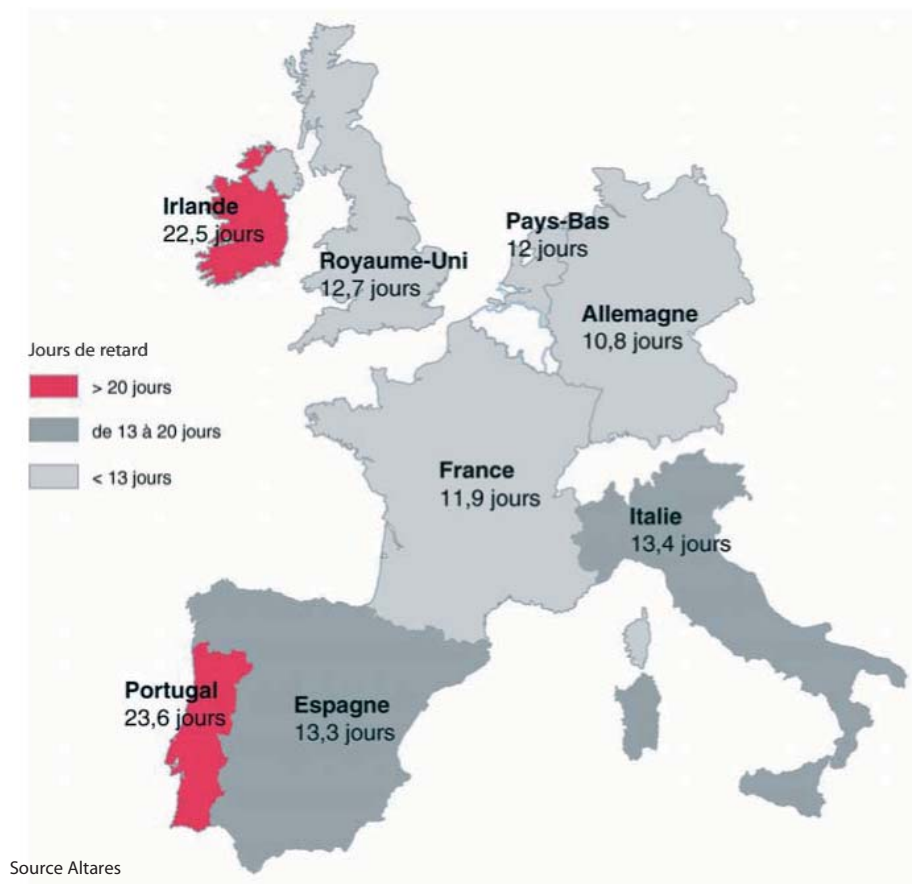 Irlande
22,5 jours
Royaume-Uni
12,7 jours
Pays-Bas
12 jours
Allemagne
10,8 jours
Jours de retard
> 20 jours
de 13 à 20 jours
< 13 jours
France
11,9 jours
Italie
13,4 jours
Portugal
23,6 jours
Espagne
13,3 jours
Source Altares